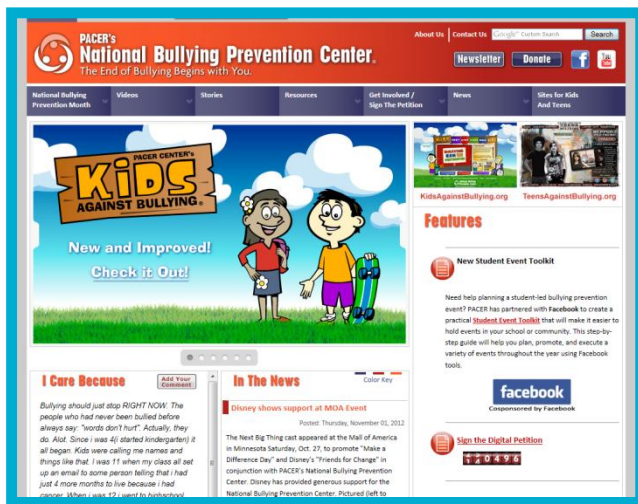 PACER's
National Bullying Prevention Center®
The End of Bullying Begins with You.
About Us | Contact Us
Google™ Custom Search
Search
Newsletter
Donate
f
You
National Bullying
Prevention Month
Videos
Stories
Resources
Get Involved /
Sign The Petition
News
Sites for Kids
And Teens
PACER CENTER'S
KiDS
AGAINST BULLYING®
New and Improved!
Check it Out!
KidsAgainstBullying.org
TeensAgainstBullying.org
Features
New Student Event Toolkit
Need help planning a student-led bullying prevention
event? PACER has partnered with Facebook to create a
practical Student Event Toolkit that will make it easier to
hold events in your school or community. This step-by-
step guide will help you plan, promote, and execute a
variety of events throughout the year using Facebook
tools.
facebook
Cosponsored by Facebook
Sign the Digital Petition
120496
I Care Because
Add Your
Comment
Bullying should just stop RIGHT NOW. The
people who had never been bullied before
always say: "words don't hurt". Actually, they
do. Alot. Since i was 4(i started kindergarten) it
all began. Kids were calling me names and
things like that. I was 11 when my class all set
up an email to some person telling that i had
just 4 more months to live because i had
cancer. When i was 12 i went to highschool
In The News
Color Key
Disney shows support at MOA Event
Posted: Thursday, November 01, 2012
The Next Big Thing cast appeared at the Mall of America
in Minnesota Saturday, Oct. 27, to promote "Make a
Difference Day" and Disney's "Friends for Change" in
conjunction with PACER's National Bullying Prevention
Center. Disney has provided generous support for the
National Bullying Prevention Center. Pictured (left to